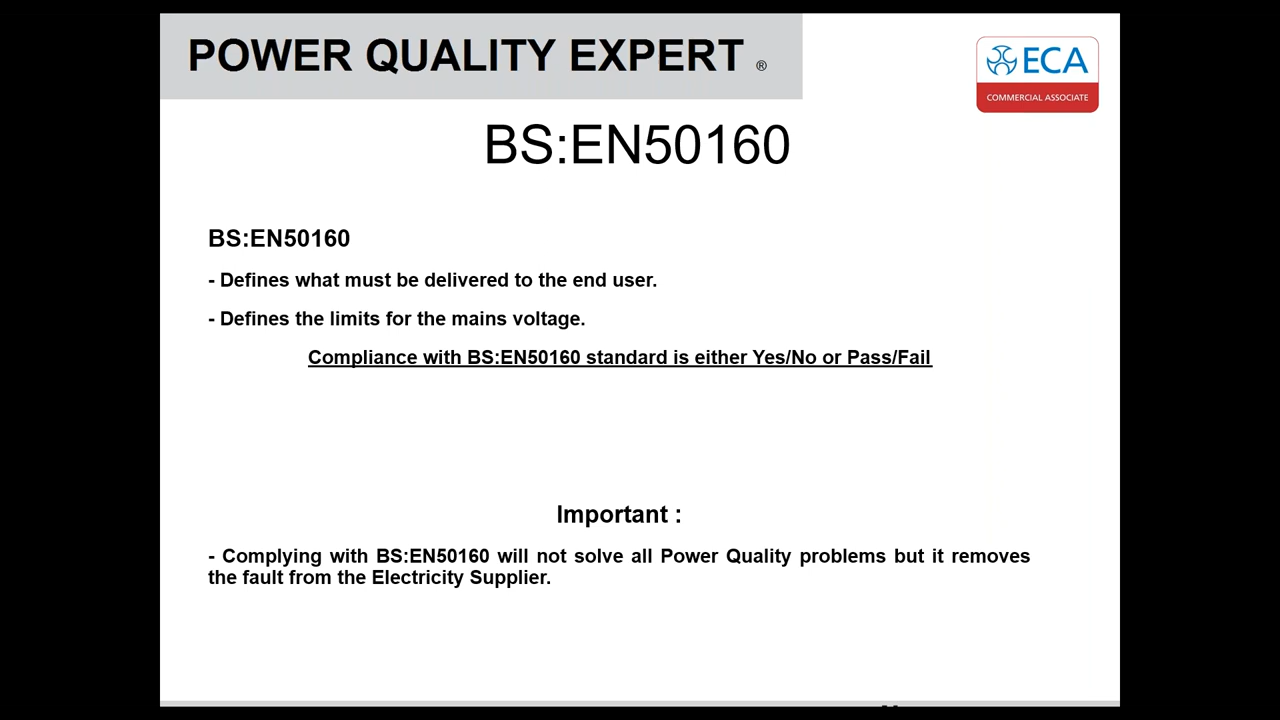 POWER QUALITY EXPERT ®
ECA
COMMERCIAL ASSOCIATE
BS:EN50160
BS:EN50160
- Defines what must be delivered to the end user.
- Defines the limits for the mains voltage.
Compliance with BS:EN50160 standard is either Yes/No or Pass/Fail
Important :
- Complying with BS:EN50160 will not solve all Power Quality problems but it removes
the fault from the Electricity Supplier.